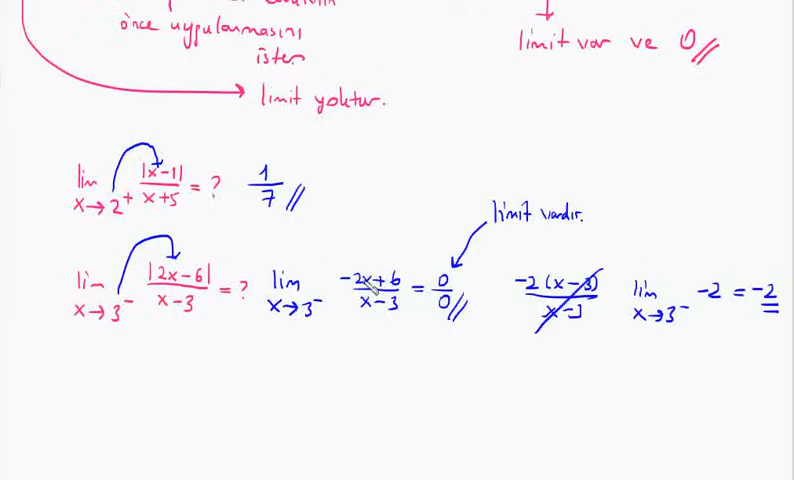 önce uygulanmasını
ister
limit yoktur.
limit var ve 0 //
lim x→2⁺ |x-1| / x+5 = ? 1/7 //
limit vardır.
lim x→3⁻ |2x-6| / x-3 = ? lim x→3⁻ -2x+6 / x-3 = 0/0 // -2(x-3) / x-3 lim x→3⁻ -2 = -2